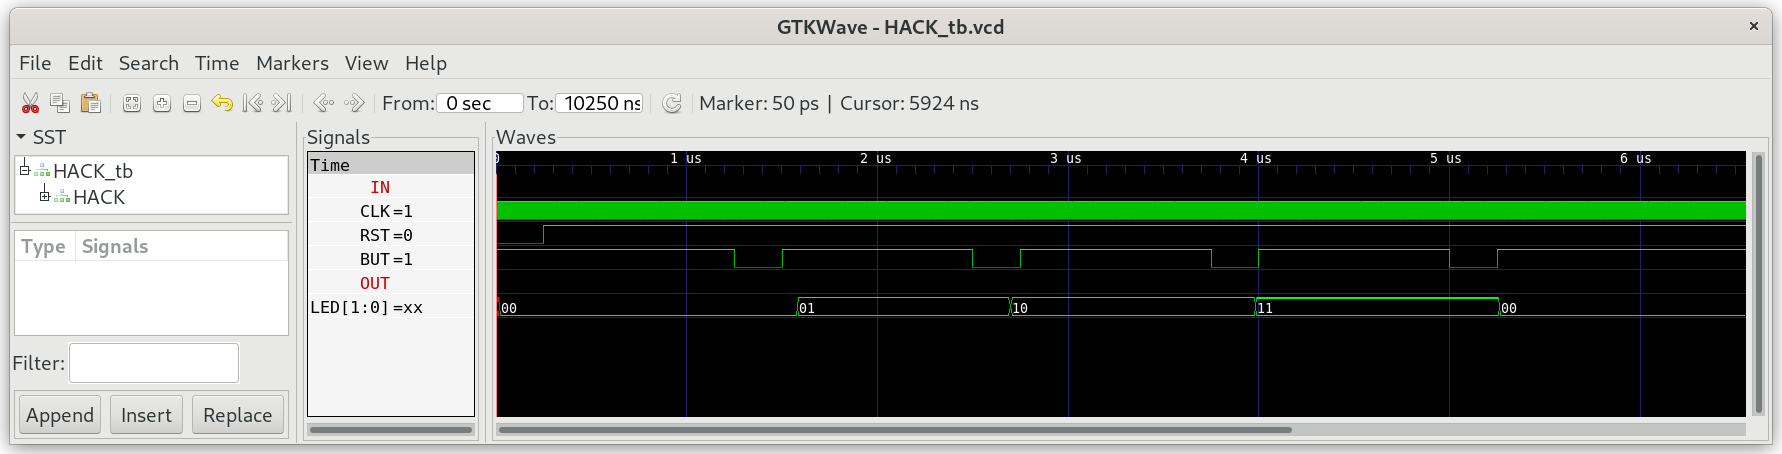 GTKWave - HACK_tb.vcd ×
File Edit Search Time Markers View Help
From: 0 sec To: 10250 ns Marker: 50 ps | Cursor: 5924 ns
SST
HACK_tb
HACK
Type Signals
Filter:
Append Insert Replace
Signals
Time
IN
CLK=1
RST=0
BUT=1
OUT
LED[1:0]=xx
Waves
0 1 us 2 us 3 us 4 us 5 us 6 us
00 01 10 11 00